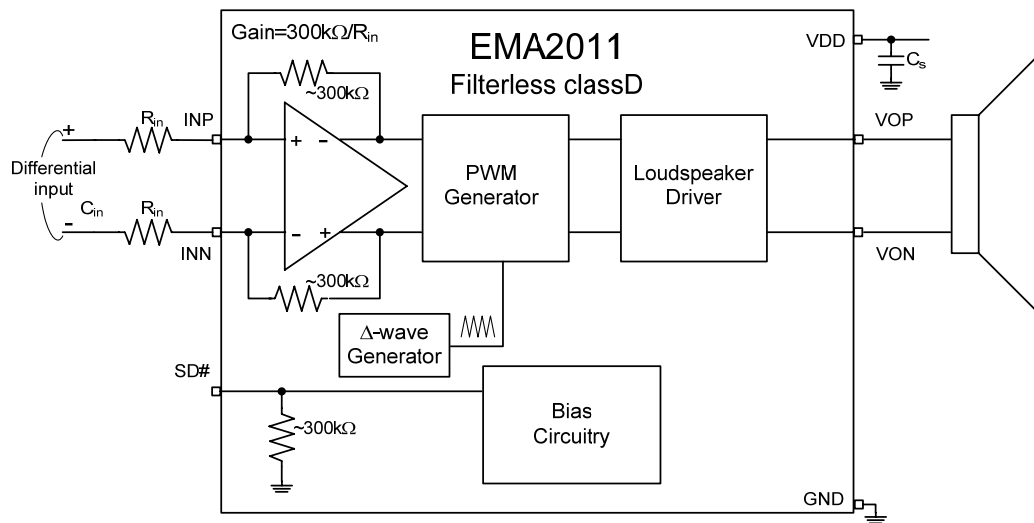 Gain=300kΩ/Rin
EMA2011
Filterless classD
VDD
Cs
~300kΩ
Rin
INP
+
+
-
VOP
Differential
input
PWM
Generator
Loudspeaker
Driver
-
Cin
Rin
INN
-
+
VON
~300kΩ
Δ-wave
Generator
SD#
~300kΩ
Bias
Circuitry
GND